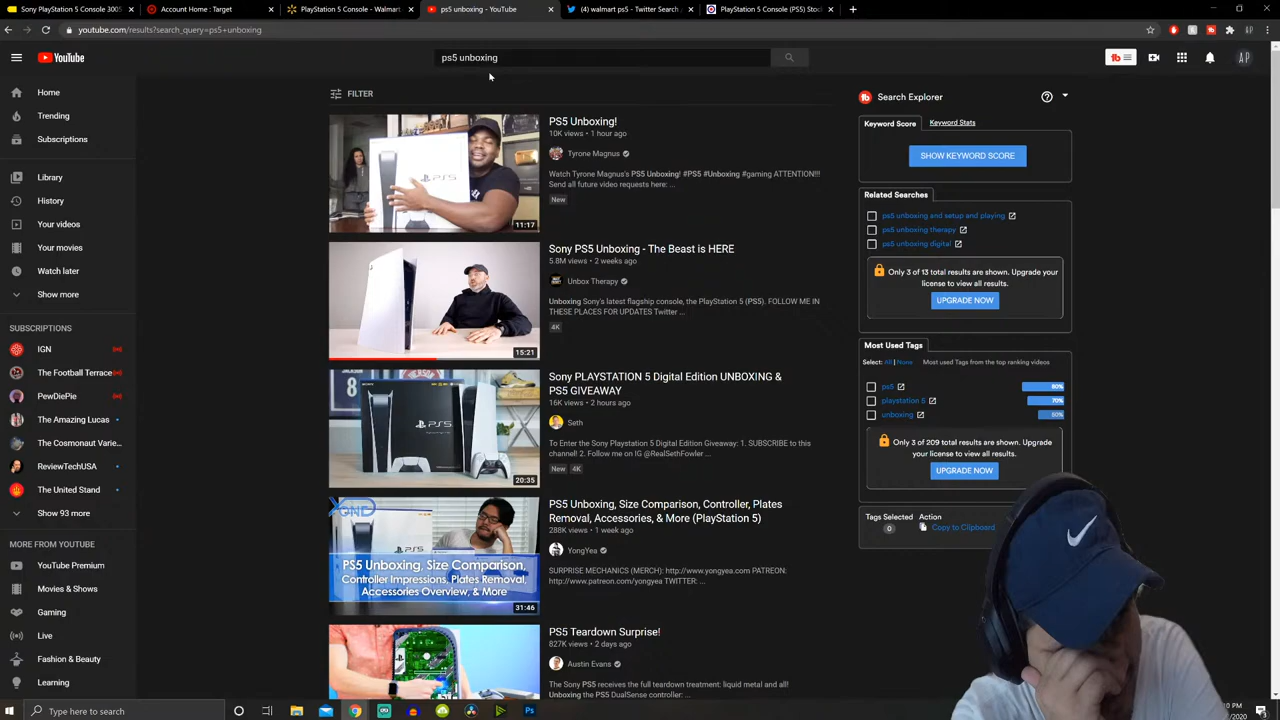 Sony PlayStation 5 Console 3005
Account Home : Target
PlayStation 5 Console - Walmart
ps5 unboxing - YouTube
(4) walmart ps5 - Twitter Search
PlayStation 5 Console (PS5) Stoc
youtube.com/results?search_query=ps5+unboxing
YouTube
ps5 unboxing
AP
Home
Trending
Subscriptions
Library
History
Your videos
Your movies
Watch later
Show more
SUBSCRIPTIONS
IGN
The Football Terrace
PewDiePie
The Amazing Lucas
The Cosmonaut Varie...
ReviewTechUSA
The United Stand
Show 93 more
MORE FROM YOUTUBE
YouTube Premium
Movies & Shows
Gaming
Live
Fashion & Beauty
Learning
FILTER
PS5
11:17
PS5 Unboxing!
10K views • 1 hour ago
Tyrone Magnus
Watch Tyrone Magnus's PS5 Unboxing! #PS5 #Unboxing #gaming ATTENTION!!!
Send all future video requests here: ...
New
15:21
Sony PS5 Unboxing - The Beast is HERE
5.8M views • 2 weeks ago
Unbox Therapy
Unboxing Sony's latest flagship console, the PlayStation 5 (PS5). FOLLOW ME IN
THESE PLACES FOR UPDATES Twitter ...
4K
PS5
20:35
Sony PLAYSTATION 5 Digital Edition UNBOXING &
PS5 GIVEAWAY
16K views • 2 hours ago
Seth
To Enter the Sony Playstation 5 Digital Edition Giveaway: 1. SUBSCRIBE to this
channel! 2. Follow me on IG @RealSethFowler ...
New 4K
PS5
PS5 Unboxing, Size Comparison,
Controller Impressions, Plates Removal,
Accessories Overview, & More
31:46
PS5 Unboxing, Size Comparison, Controller, Plates
Removal, Accessories, & More (PlayStation 5)
288K views • 1 week ago
YongYea
SURPRISE MECHANICS (MERCH): http://www.yongyea.com PATREON:
http://www.patreon.com/yongyea TWITTER: ...
PS5 Teardown Surprise!
827K views • 2 days ago
Austin Evans
The Sony PS5 receives the full teardown treatment: liquid metal and all!
Unboxing the PS5 DualSense controller: ...
Search Explorer
Keyword Score
Keyword Stats
SHOW KEYWORD SCORE
Related Searches
ps5 unboxing and setup and playing
ps5 unboxing therapy
ps5 unboxing digital
Only 3 of 13 total results are shown. Upgrade your
license to view all results.
UPGRADE NOW
Most Used Tags
Select: All | None Most used Tags from the top ranking videos
ps5 80%
playstation 5 70%
unboxing 50%
Only 3 of 209 total results are shown. Upgrade
your license to view all results.
UPGRADE NOW
Tags Selected
0
Action
Copy to Clipboard
Type here to search
Ps